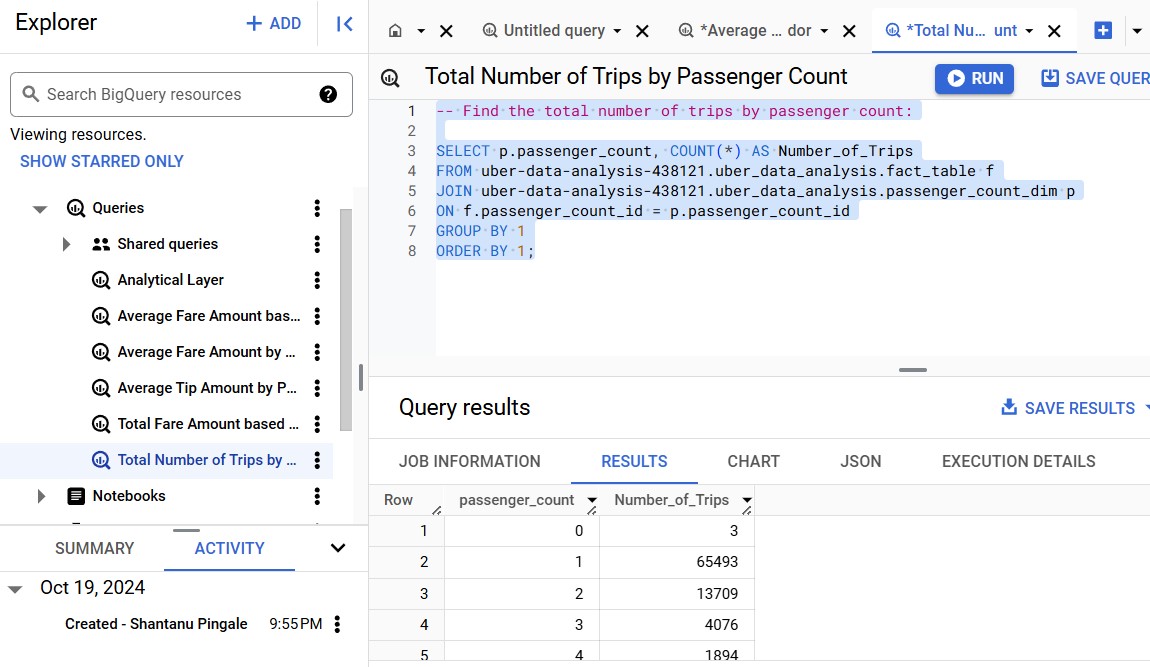 Explorer
+ ADD
Search BigQuery resources
?
Viewing resources.
SHOW STARRED ONLY
Queries
Shared queries
Analytical Layer
Average Fare Amount bas...
Average Fare Amount by ...
Average Tip Amount by P...
Total Fare Amount based ...
Total Number of Trips by ...
Notebooks
SUMMARY
ACTIVITY
Oct 19, 2024
Created - Shantanu Pingale 9:55 PM
Untitled query
*Average ... dor
*Total Nu... unt
Total Number of Trips by Passenger Count
RUN
SAVE QUER
1 -- Find the total number of trips by passenger count:
2
3 SELECT p.passenger_count, COUNT(*) AS Number_of_Trips
4 FROM uber-data-analysis-438121.uber_data_analysis.fact_table f
5 JOIN uber-data-analysis-438121.uber_data_analysis.passenger_count_dim p
6 ON f.passenger_count_id = p.passenger_count_id
7 GROUP BY 1
8 ORDER BY 1;
Query results
SAVE RESULTS
JOB INFORMATION RESULTS CHART JSON EXECUTION DETAILS
Row passenger_count Number_of_Trips
1 0 3
2 1 65493
3 2 13709
4 3 4076
5 4 1894